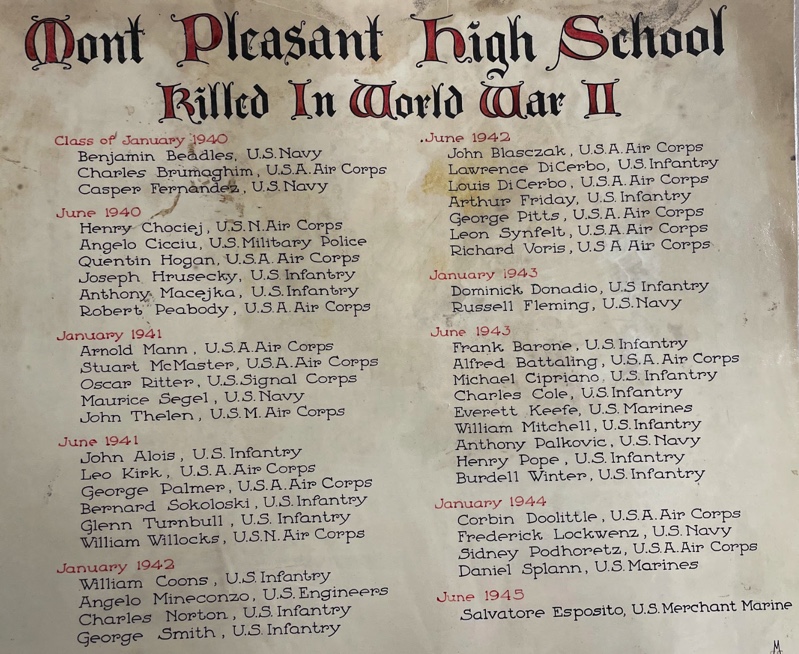 Mont Pleasant High School
Killed In World War II
Class of January 1940
Benjamin Beadles, U.S.Navy
Charles Brumaghim, U.S.A.Air Corps
Casper Fernandez, U.S.Navy
June 1940
Henry Chociej, U.S.N.Air Corps
Angelo Cicciu, U.S.Military Police
Quentin Hogan, U.S.A.Air Corps
Joseph Hrusecky, U.S Infantry
Anthony Macejka, U.S.Infantry
Robert Peabody, U.S.A.Air Corps
January 1941
Arnold Mann, U.S.A.Air Corps
Stuart McMaster, U.S.A.Air Corps
Oscar Ritter, U.S.Signal Corps
Maurice Segel, U.S.Navy
John Thelen, U.S.M.Air Corps
June 1941
John Alois, U.S.Infantry
Leo Kirk, U.S.A.Air Corps
George Palmer, U.S.A.Air Corps
Bernard Sokoloski, U.S.Infantry
Glenn Turnbull, U.S.Infantry
William Willocks, U.S.N.Air Corps
January 1942
William Coons, U.S.Infantry
Angelo Mineconzo, U.S.Engineers
Charles Norton, U.S.Infantry
George Smith, U.S.Infantry
June 1942
John Blasczak, U.S.A.Air Corps
Lawrence DiCerbo, U.S.Infantry
Louis DiCerbo, U.S.A.Air Corps
Arthur Friday, U.S.Infantry
George Pitts, U.S.A.Air Corps
Leon Synfelt, U.S.A.Air Corps
Richard Voris, U.S A Air Corps
January 1943
Dominick Donadio, U.S Infantry
Russell Fleming, U.S.Navy
June 1943
Frank Barone, U.S.Infantry
Alfred Battaling, U.S.A.Air Corps
Michael Cipriano, U.S.Infantry
Charles Cole, U.S.Infantry
Everett Keefe, U.S.Marines
William Mitchell, U.S.Infantry
Anthony Palkovic, U.S.Navy
Henry Pope, U.S.Infantry
Burdell Winter, U.S.Infantry
January 1944
Corbin Doolittle, U.S.A.Air Corps
Frederick Lockwenz, U.S.Navy
Sidney Podhoretz, U.S.A.Air Corps
Daniel Splann, U.S.Marines
June 1945
Salvatore Esposito, U.S.Merchant Marine